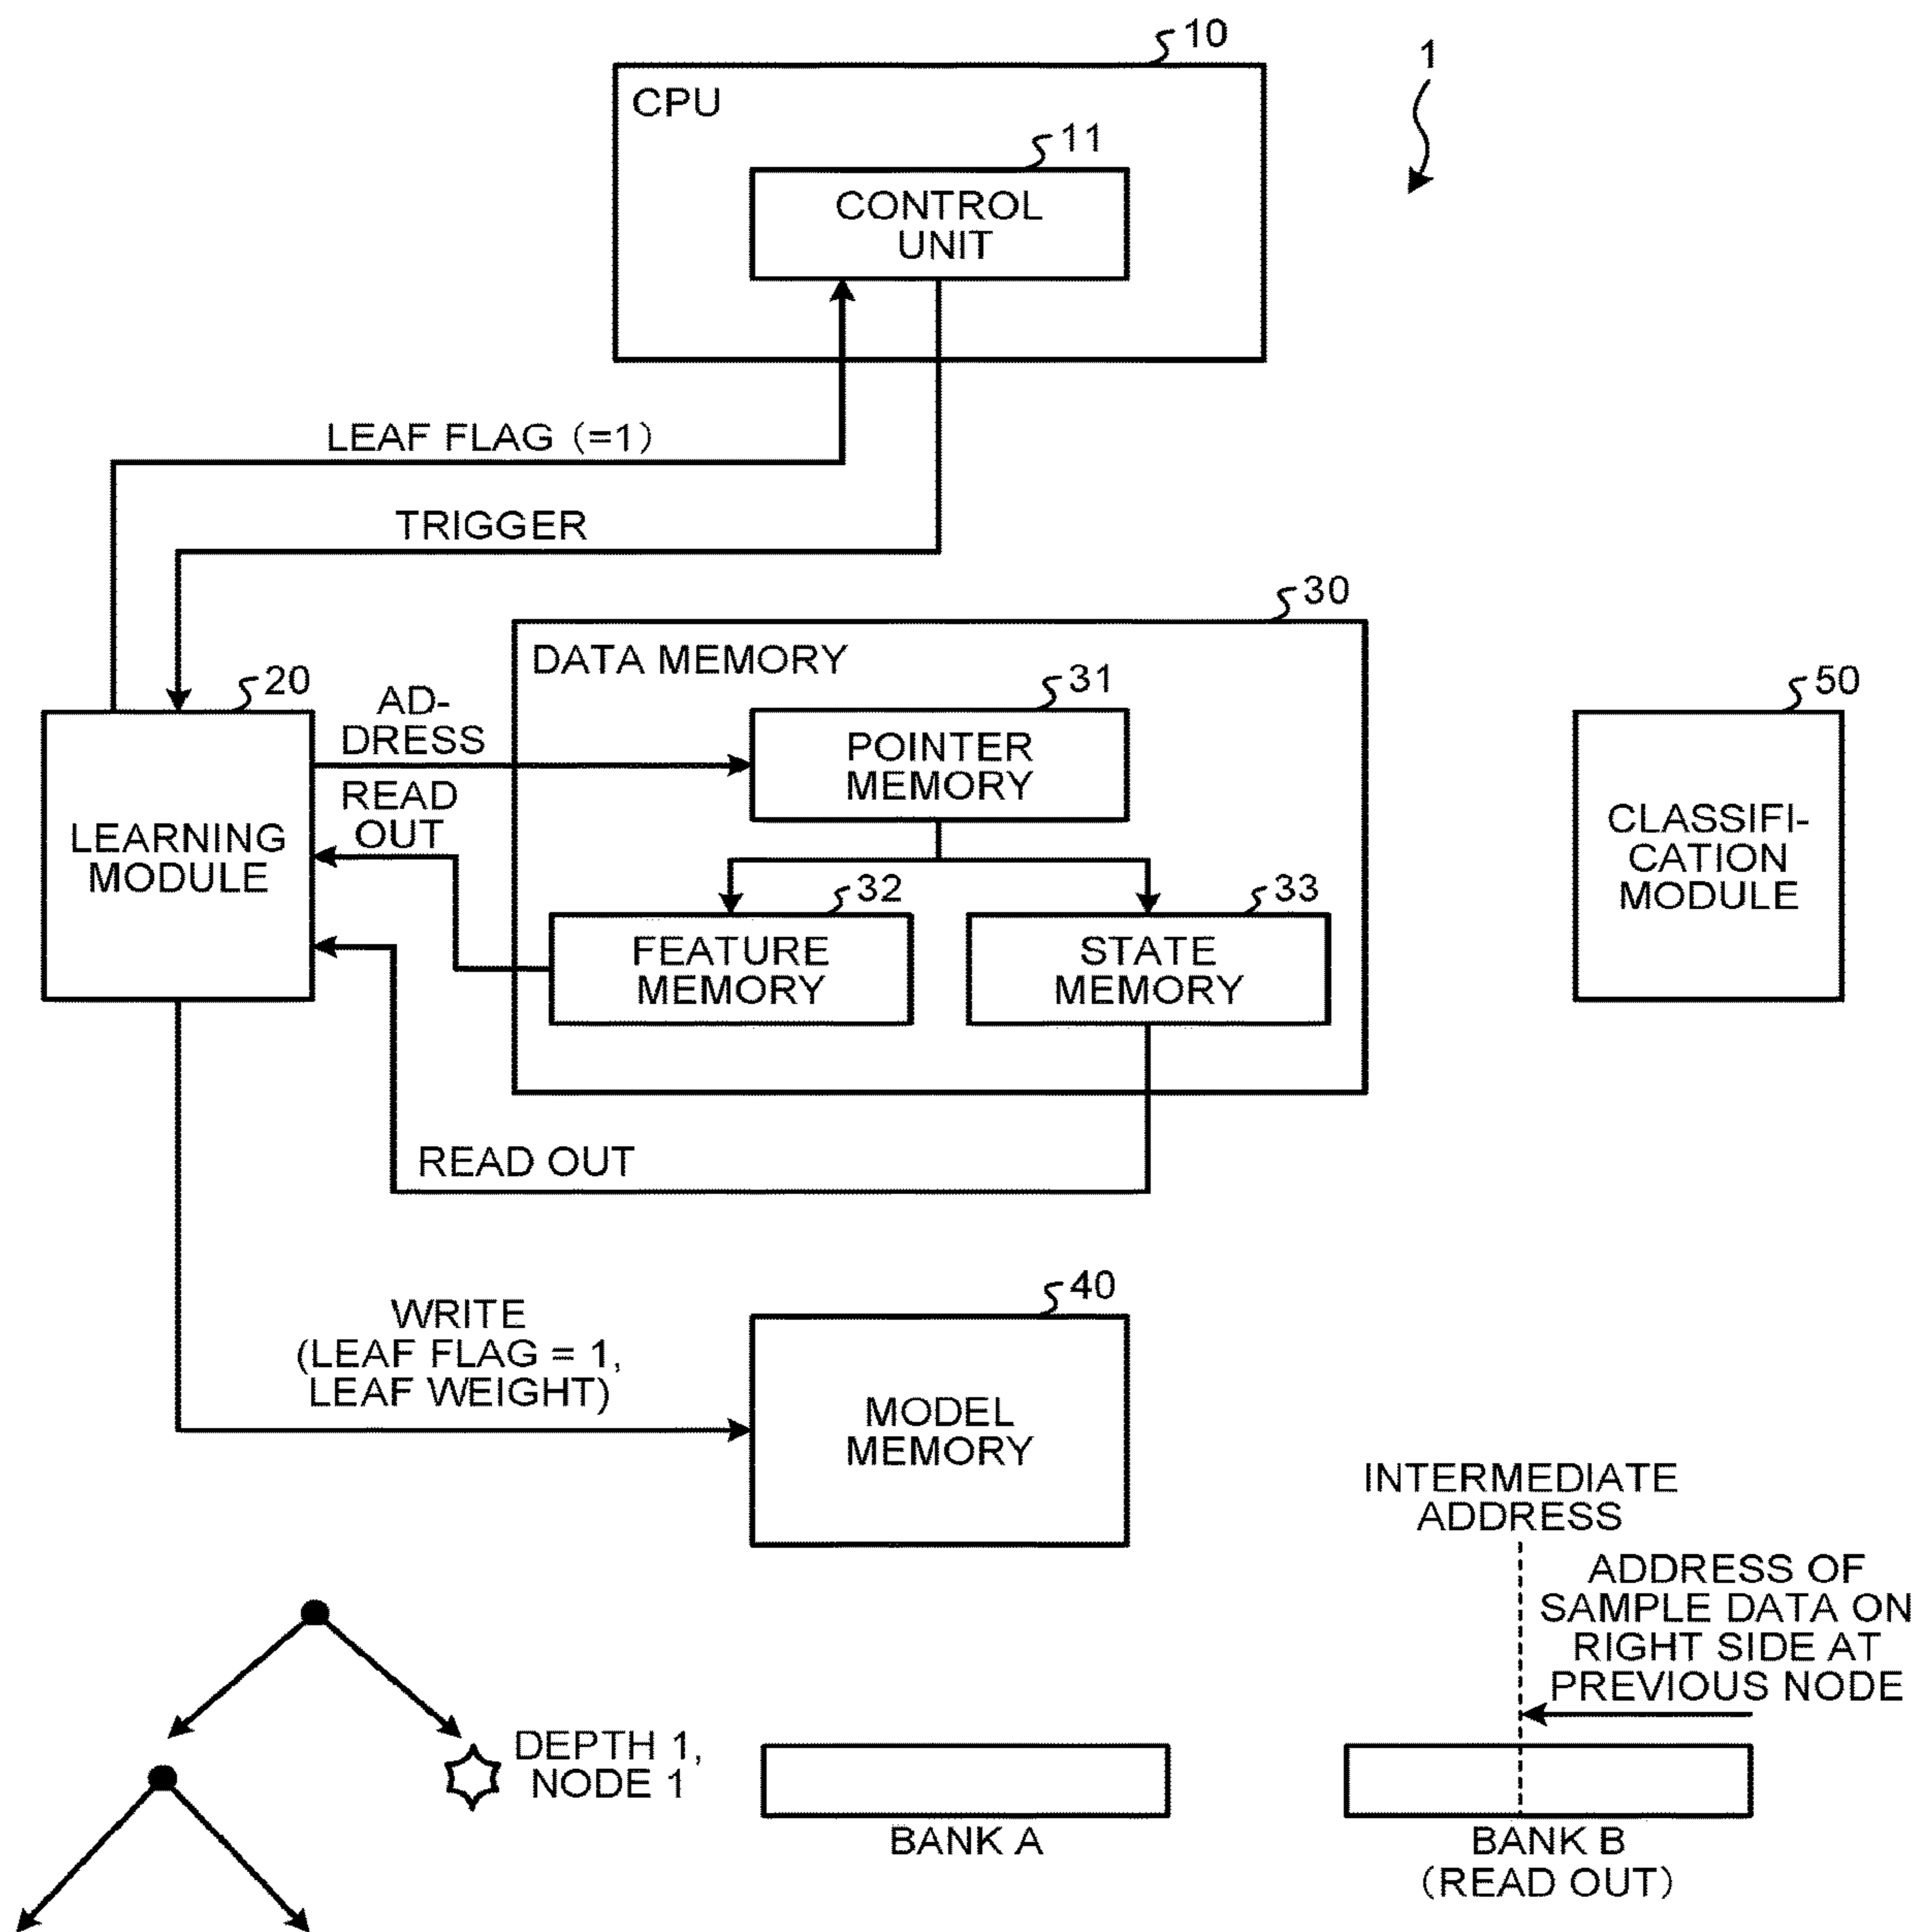 10
1
CPU
11
CONTROL
UNIT
LEAF FLAG (=1)
TRIGGER
30
DATA MEMORY
20
AD-
DRESS
31
50
POINTER
MEMORY
READ
OUT
LEARNING
MODULE
CLASSIFI-
CATION
MODULE
32
33
FEATURE
MEMORY
STATE
MEMORY
READ OUT
40
WRITE
(LEAF FLAG = 1,
LEAF WEIGHT)
MODEL
MEMORY
INTERMEDIATE
ADDRESS
ADDRESS OF
SAMPLE DATA ON
RIGHT SIDE AT
PREVIOUS NODE
DEPTH 1,
NODE 1
BANK A
BANK B
(READ OUT)